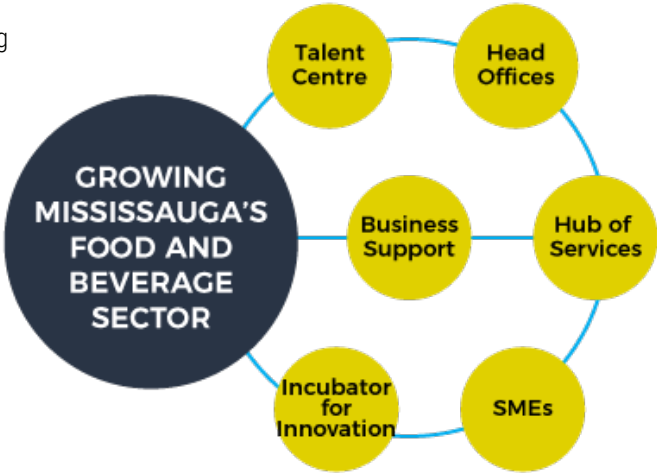 g
Talent
Centre
Head
Offices
GROWING
MISSISSAUGA'S
FOOD AND
BEVERAGE
SECTOR
Business
Support
Hub of
Services
Incubator
for
Innovation
SMEs